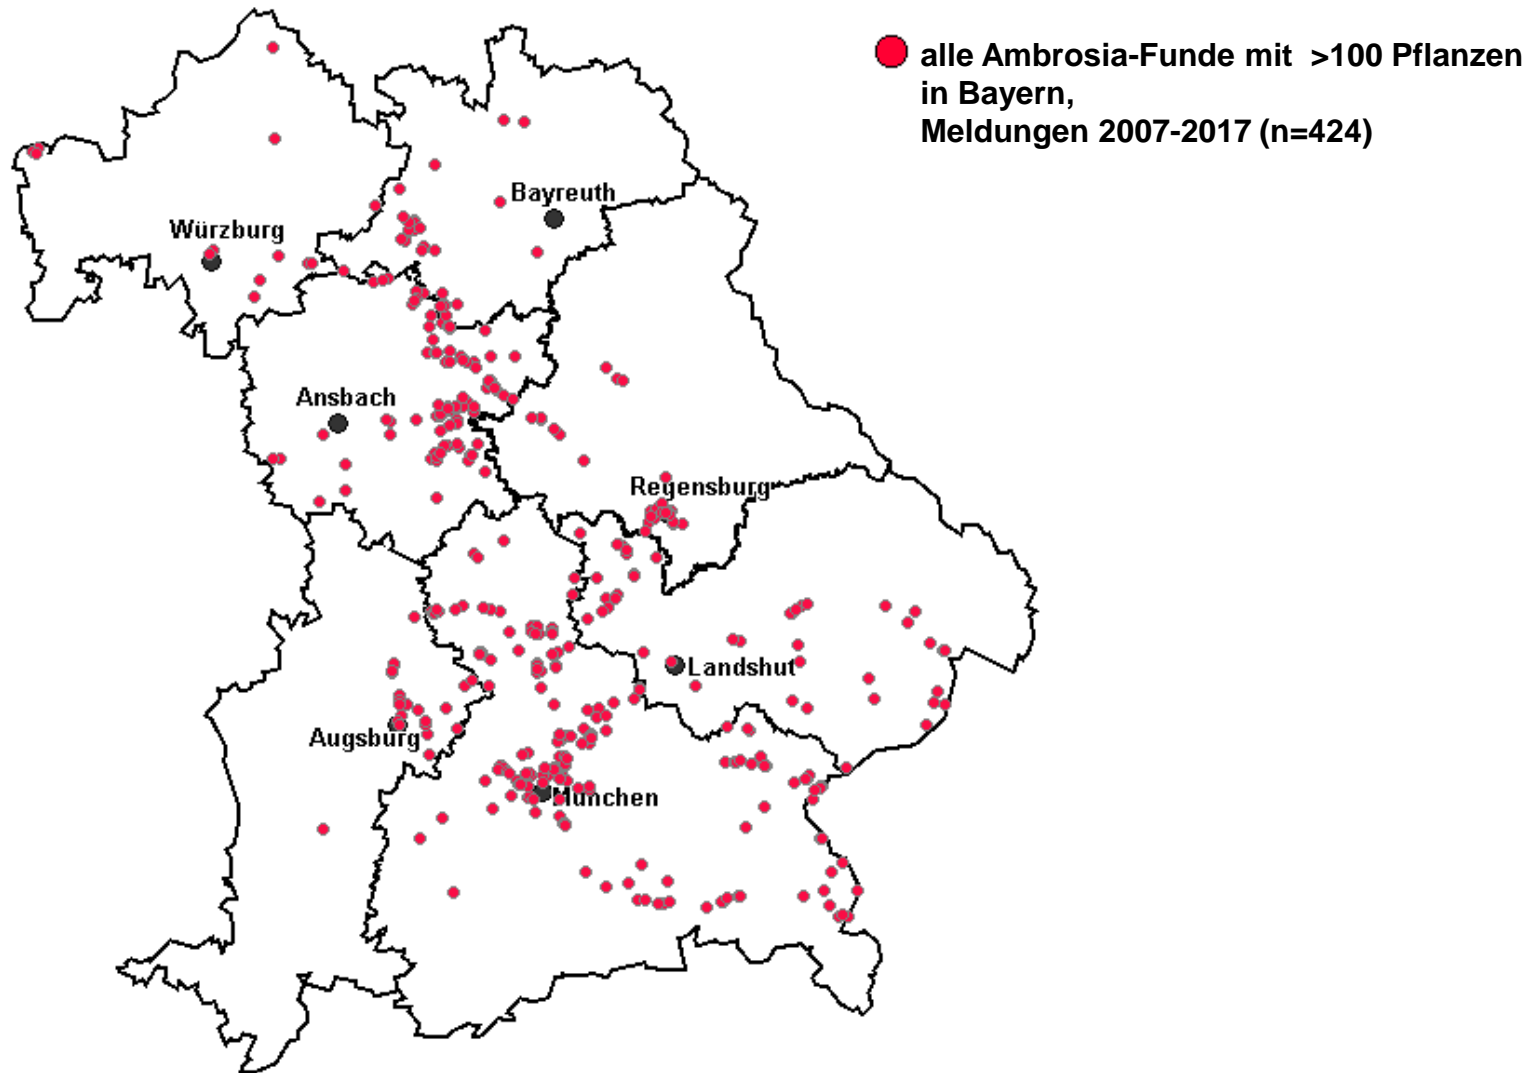 alle Ambrosia-Funde mit >100 Pflanzen
in Bayern,
Meldungen 2007-2017 (n=424)
Bayreuth
Würzburg
Ansbach
Regensburg
Landshut
Augsburg
München